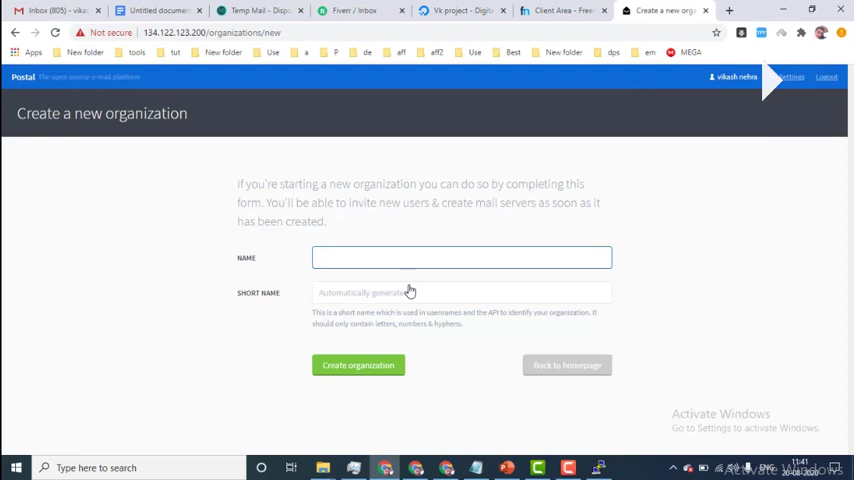 Inbox (805) - vikas
Untitled documen
Temp Mail - Dispo
Fiverr / Inbox
Vk project - Digita
Client Area - Free
Create a new orga
Not secure
134.122.123.200/organizations/new
Apps
New folder
tools
tut
New folder
Use
a
P
de
aff
aff2
Use
Best
New folder
dps
em
MEGA
Postal
The open source e-mail platform
vikash nehra
Settings
Logout
Create a new organization
If you're starting a new organization you can do so by completing this
form. You'll be able to invite new users & create mail servers as soon as it
has been created.
NAME
SHORT NAME
Automatically generate
This is a short name which is used in usernames and the API to identify your organization. It
should only contain letters, numbers & hyphens.
Create organization
Back to homepage
Activate Windows
Go to Settings to activate Windows.
Type here to search
ENG
11:41
20-08-2020
Activate Windows